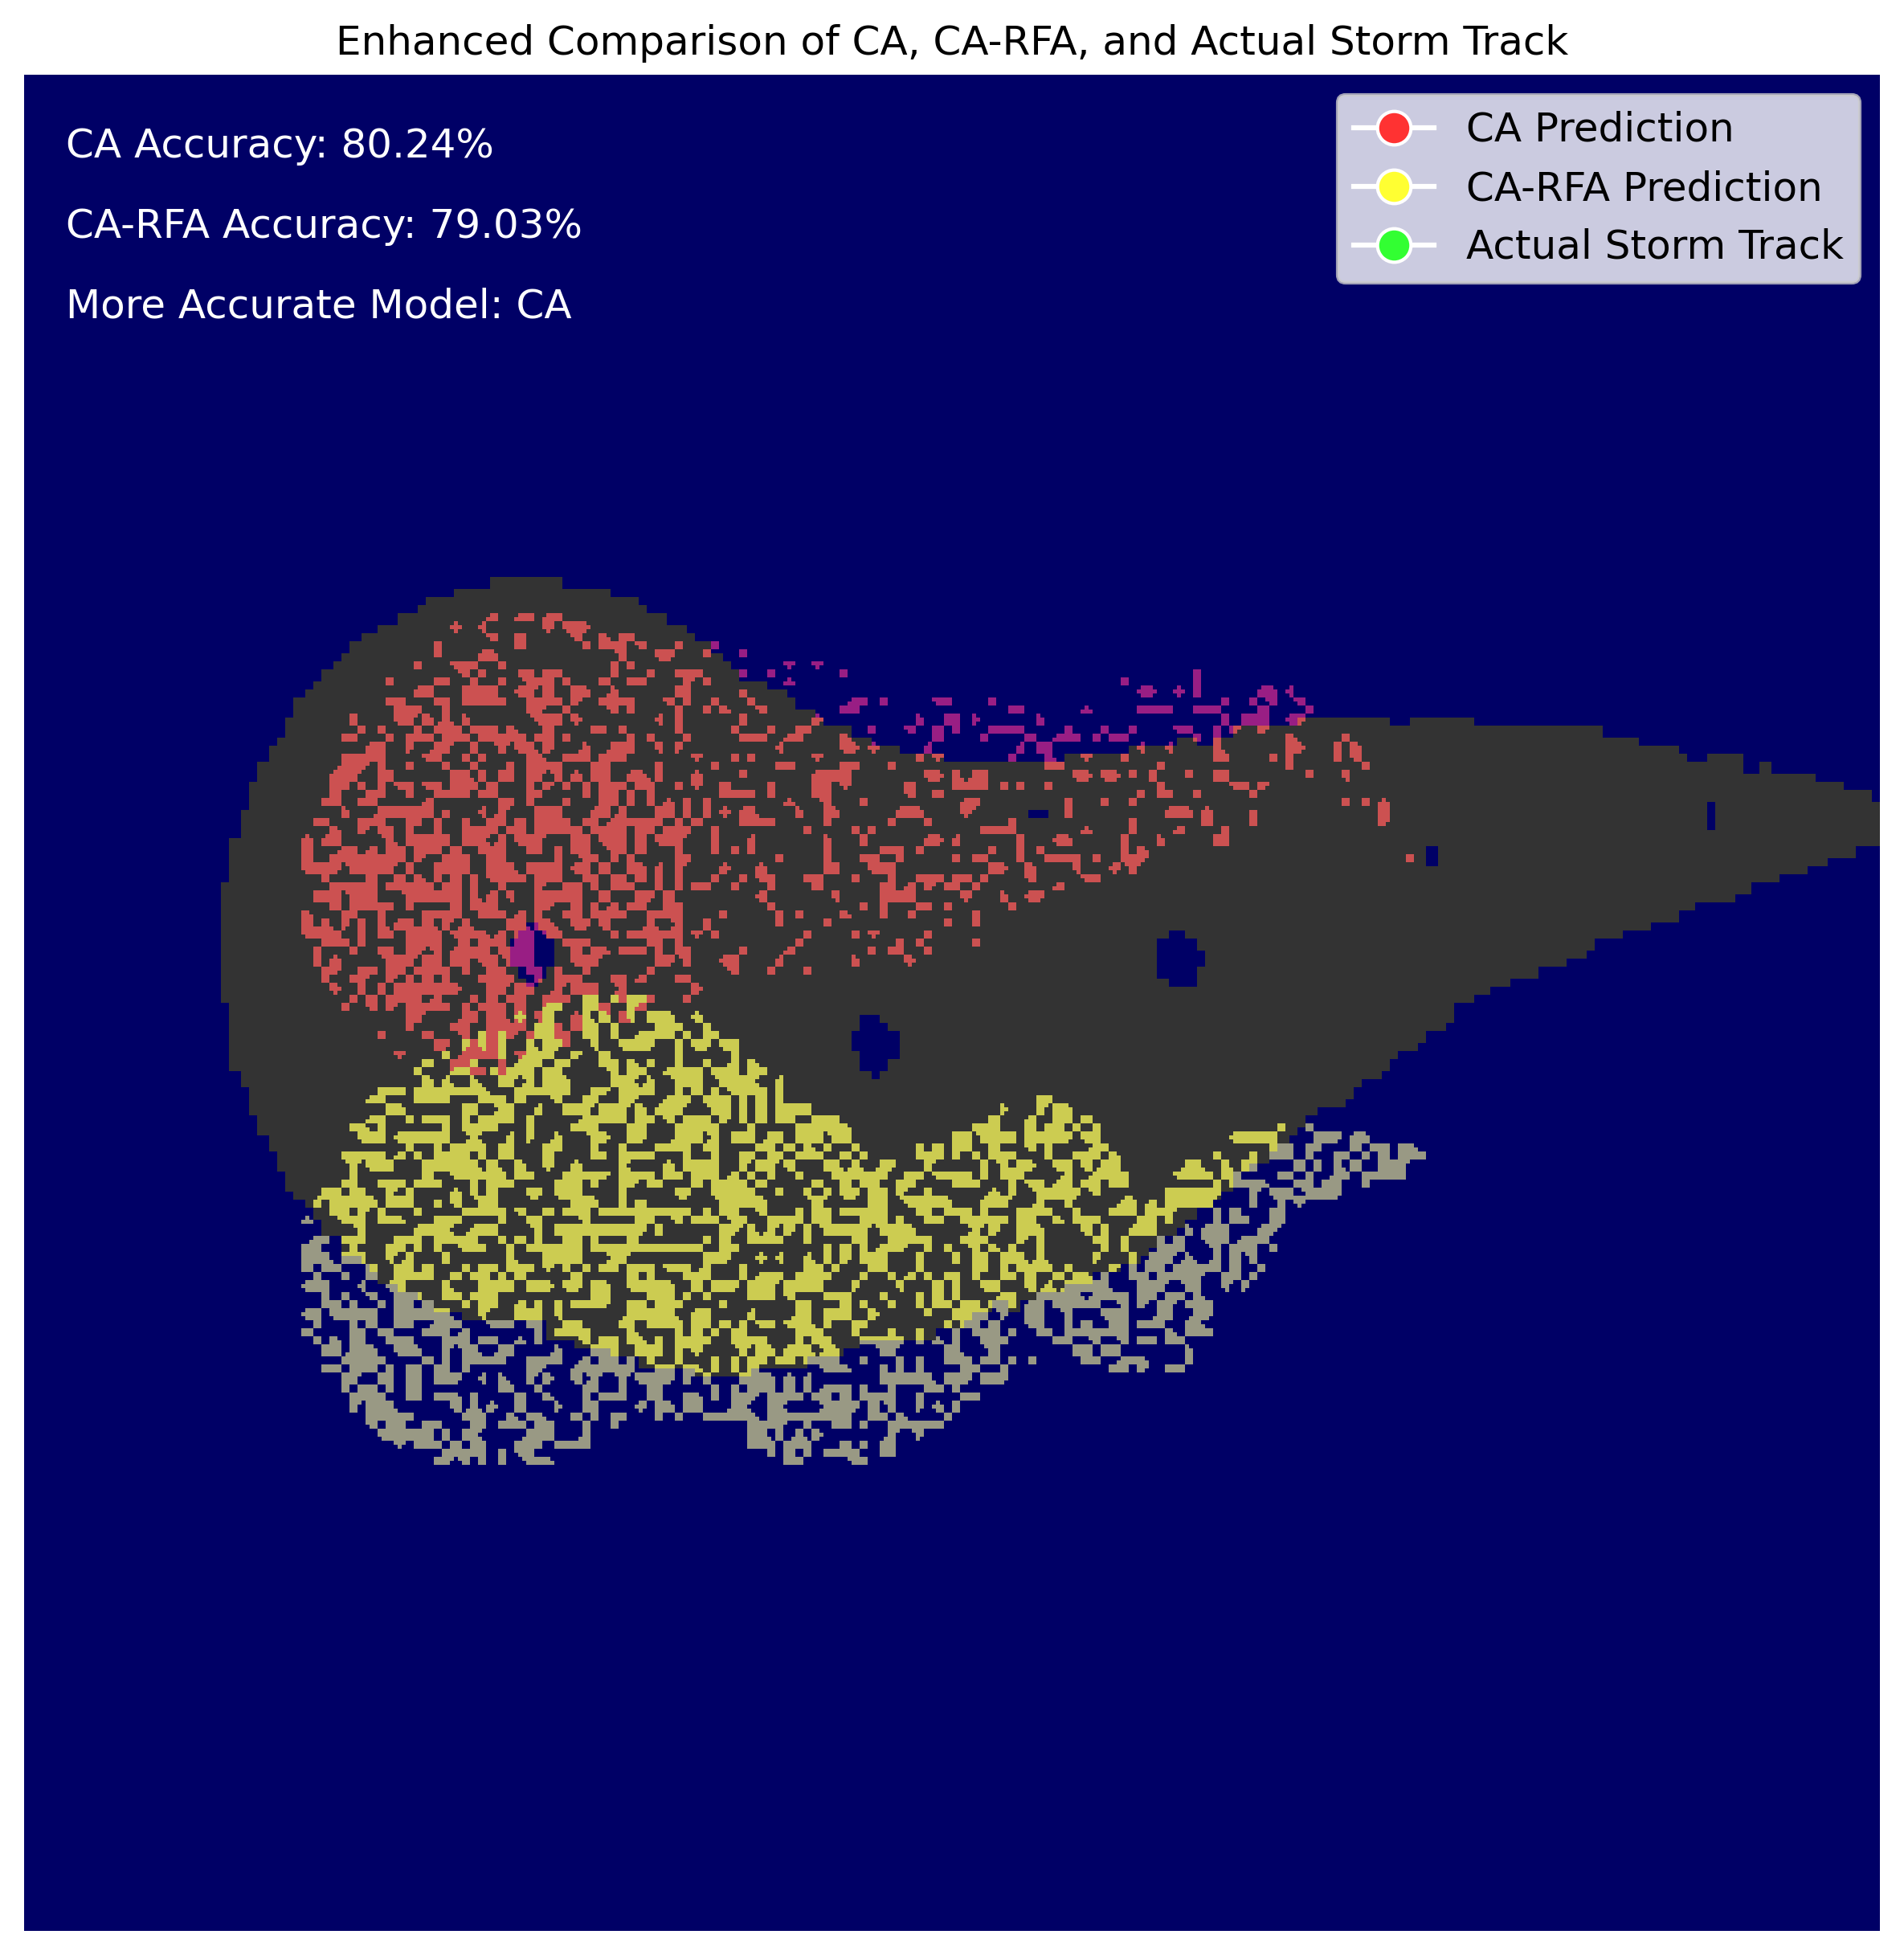 Enhanced Comparison of CA, CA-RFA, and Actual Storm Track
CA Accuracy: 80.24%
CA-RFA Accuracy: 79.03%
More Accurate Model: CA
CA Prediction
CA-RFA Prediction
Actual Storm Track